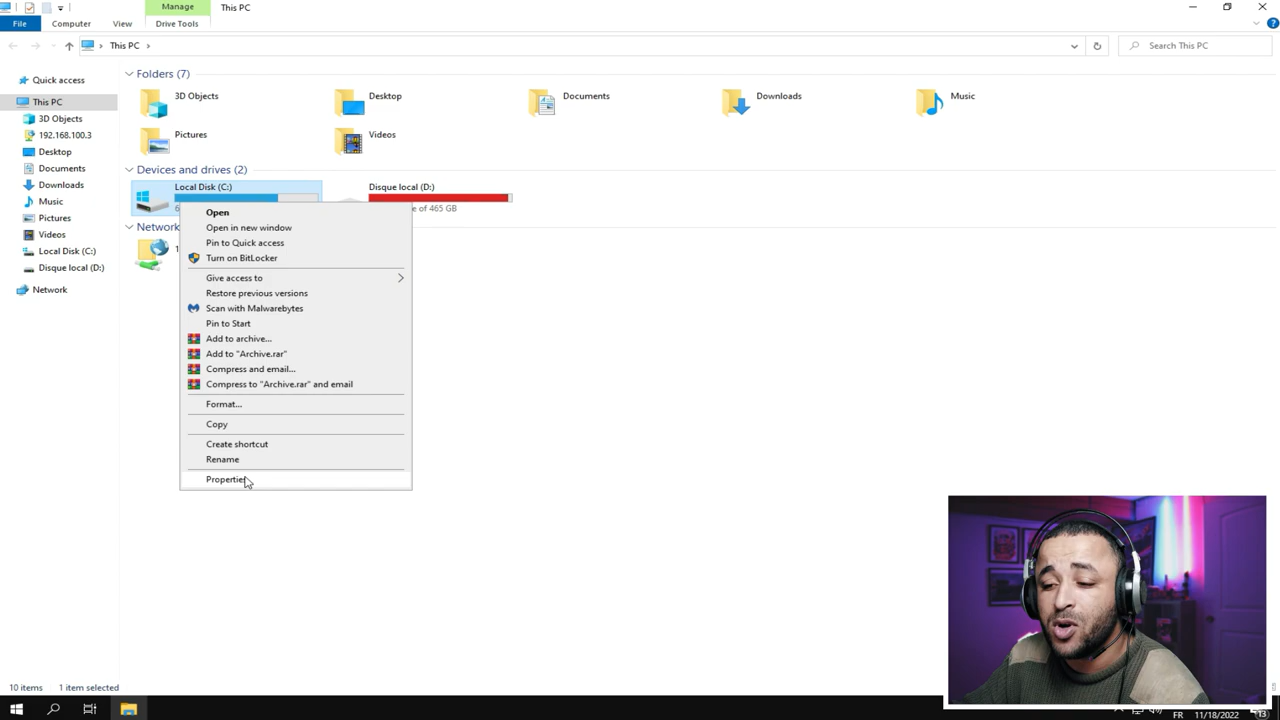 Manage
This PC
File
Computer
View
Drive Tools
This PC
Search This PC
Quick access
This PC
3D Objects
192.168.100.3
Desktop
Documents
Downloads
Music
Pictures
Videos
Local Disk (C:)
Disque local (D:)
Network
Folders (7)
3D Objects
Desktop
Documents
Downloads
Music
Pictures
Videos
Devices and drives (2)
Local Disk (C:)
Disque local (D:)
e of 465 GB
Network
Open
Open in new window
Pin to Quick access
Turn on BitLocker
Give access to
Restore previous versions
Scan with Malwarebytes
Pin to Start
Add to archive...
Add to "Archive.rar"
Compress and email...
Compress to "Archive.rar" and email
Format...
Copy
Create shortcut
Rename
Properties
10 items
1 item selected
FR
11/18/2022
13